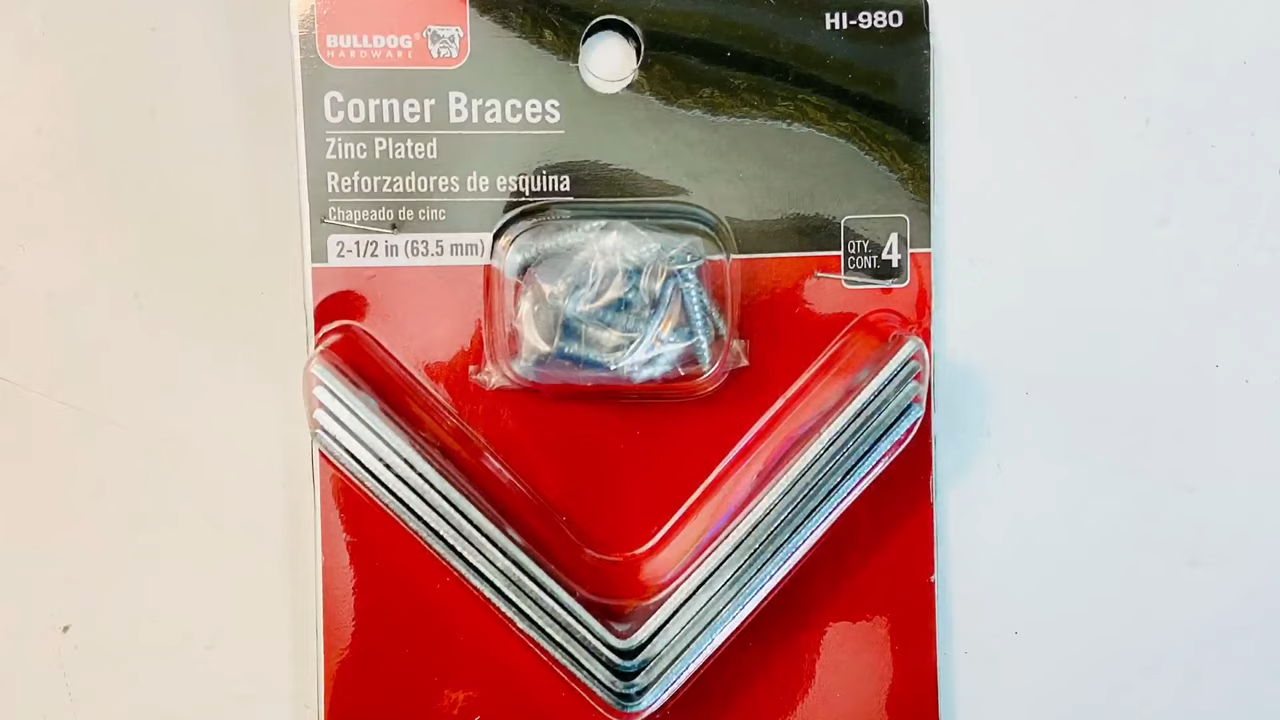 BULLDOG®
HARDWARE
HI-980
Corner Braces
Zinc Plated
Reforzadores de esquina
Chapeado de cinc
2-1/2 in (63.5 mm)
QTY.
CONT. 4